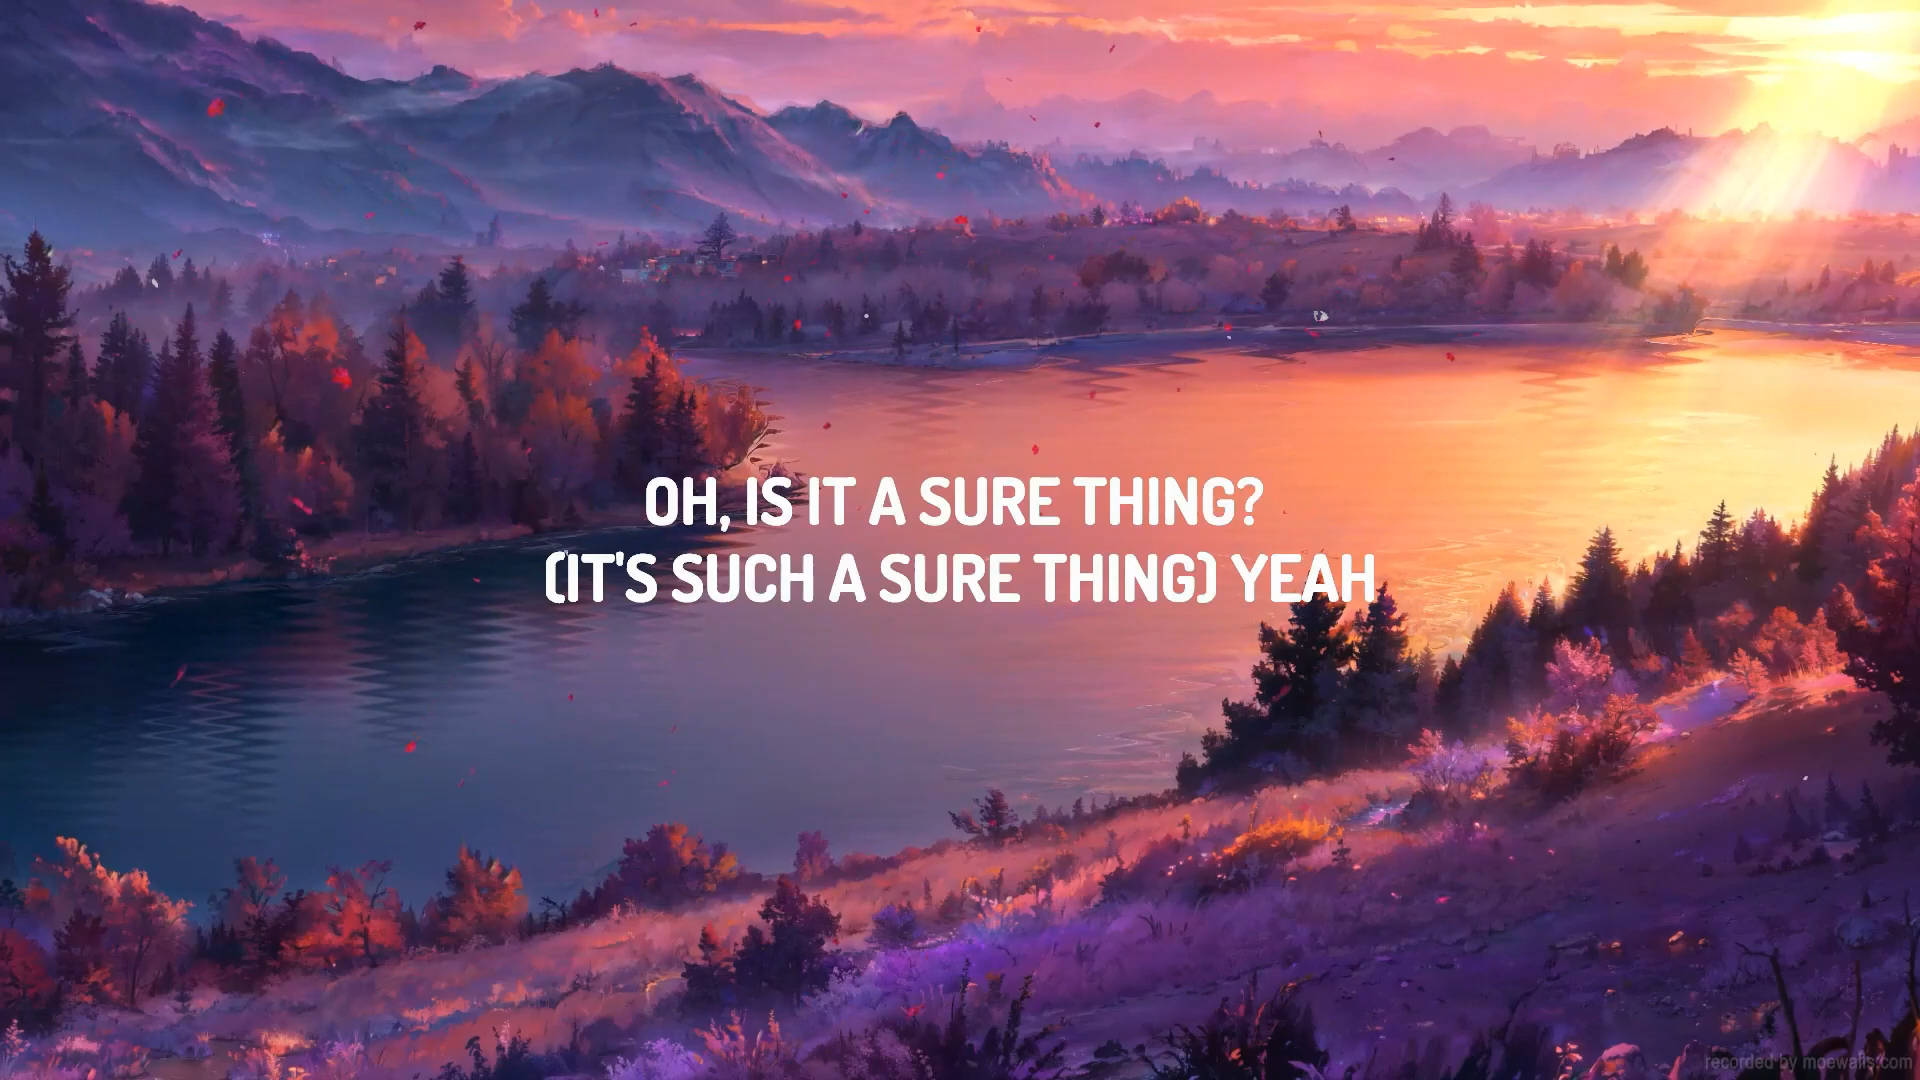 OH, IS IT A SURE THING?
(IT'S SUCH A SURE THING) YEAH
recorded by moewalls.com